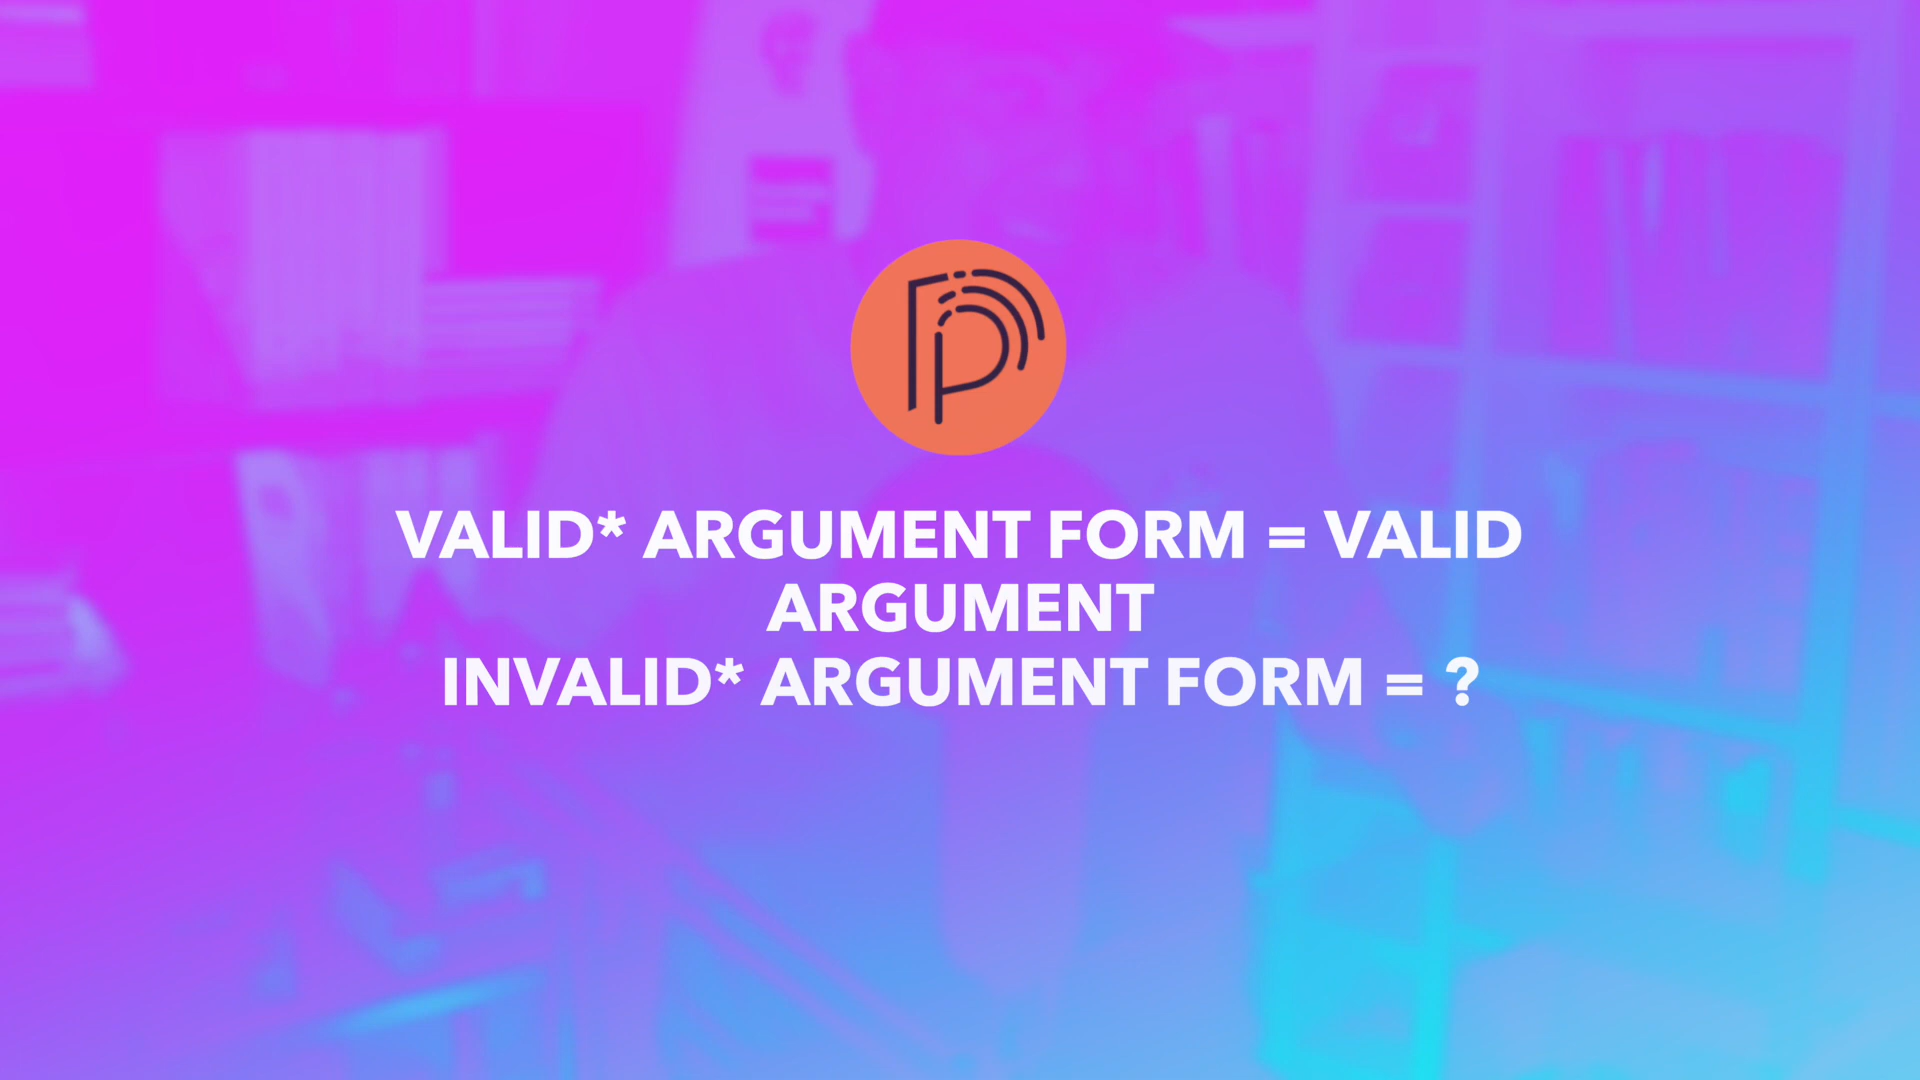 VALID* ARGUMENT FORM = VALID
ARGUMENT
INVALID* ARGUMENT FORM = ?